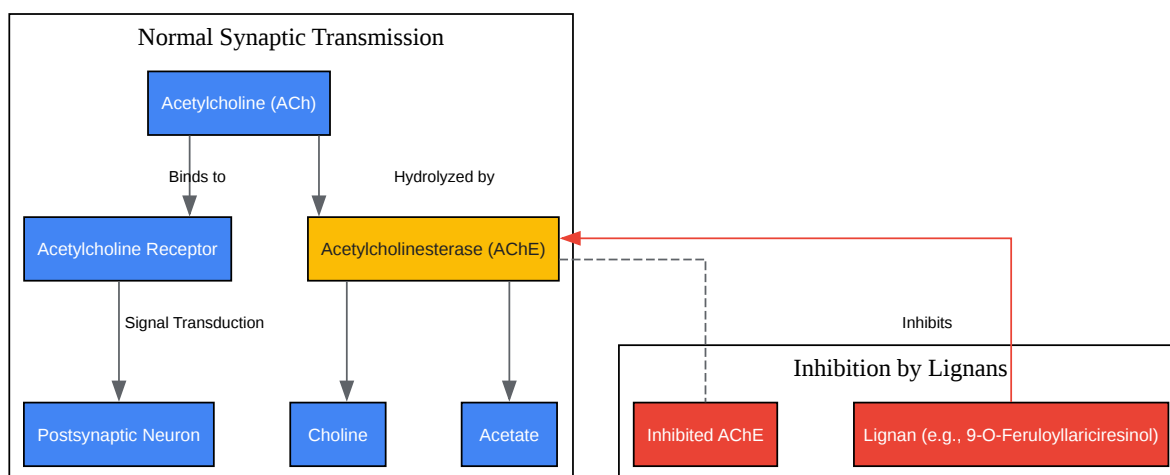 Normal Synaptic Transmission
Acetylcholine (ACh)
Binds to
Hydrolyzed by
Acetylcholine Receptor
Acetylcholinesterase (AChE)
Signal Transduction
Inhibits
Inhibition by Lignans
Postsynaptic Neuron
Choline
Acetate
Inhibited AChE
Lignan (e.g., 9-O-Feruloyllariciresinol)